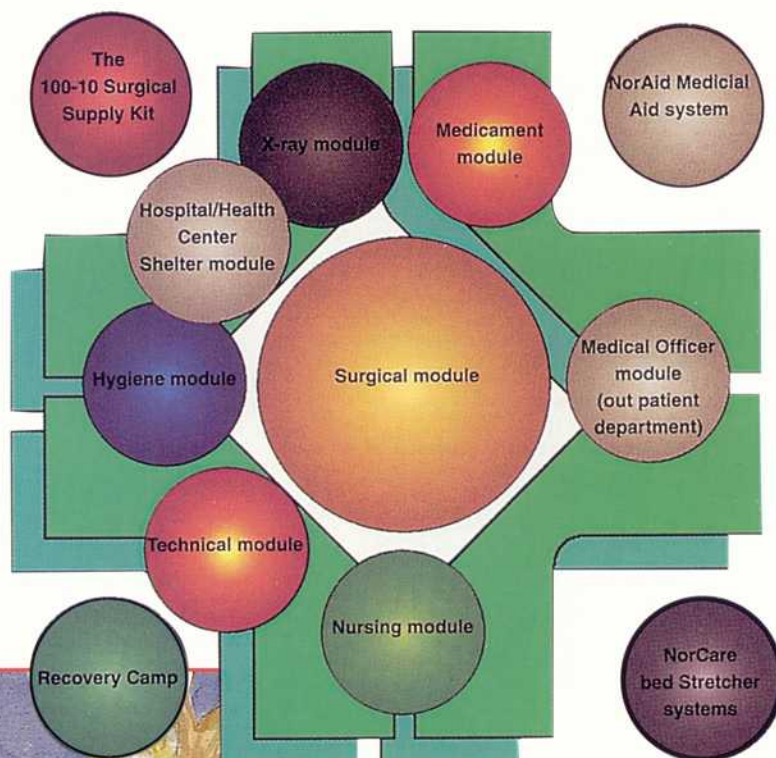 The
100-10 Surgical
Supply Kit
X-ray module
Medicament
module
NorAid Medicial
Aid system
Hospital/Health
Center
Shelter module
Hygiene module
Surgical module
Medical Officer
module
(out patient
department)
Technical module
Nursing module
Recovery Camp
NorCare
bed Stretcher
systems